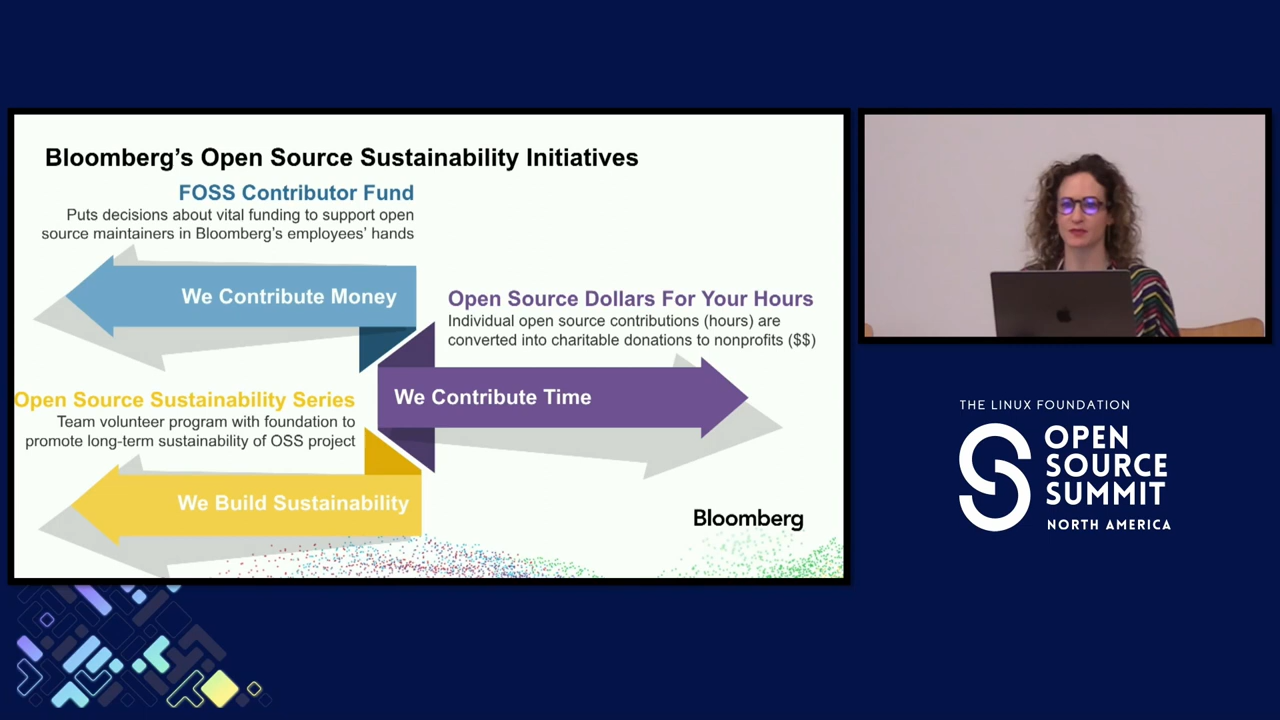 Bloomberg's Open Source Sustainability Initiatives
FOSS Contributor Fund
Puts decisions about vital funding to support open
source maintainers in Bloomberg's employees' hands
We Contribute Money
Open Source Dollars For Your Hours
Individual open source contributions (hours) are
converted into charitable donations to nonprofits ($$)
We Contribute Time
Open Source Sustainability Series
Team volunteer program with foundation to
promote long-term sustainability of OSS project
We Build Sustainability
Bloomberg
THE LINUX FOUNDATION
OPEN
SOURCE
SUMMIT
NORTH AMERICA